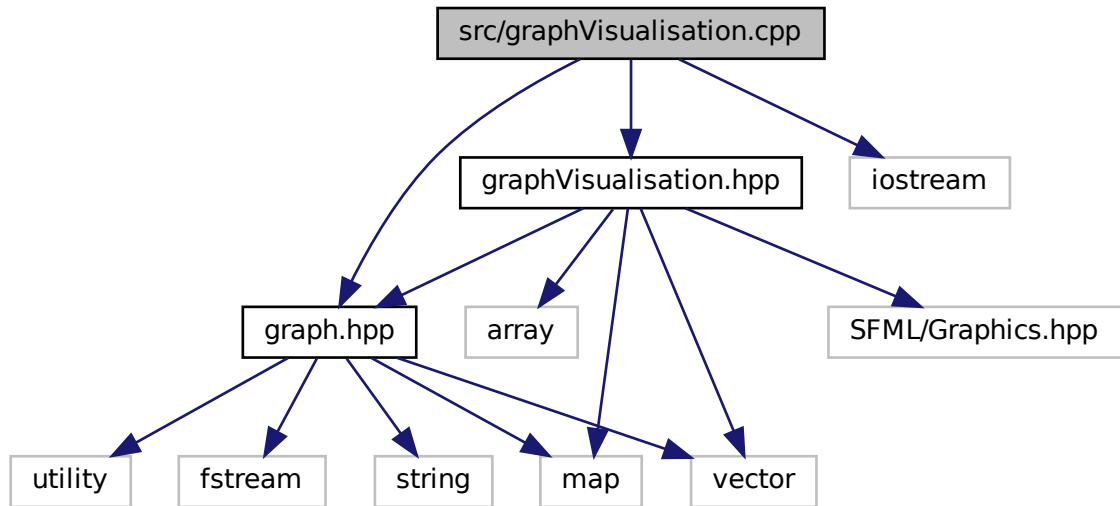 src/graphVisualisation.cpp
graphVisualisation.hpp
iostream
graph.hpp
array
SFML/Graphics.hpp
utility
fstream
string
map
vector